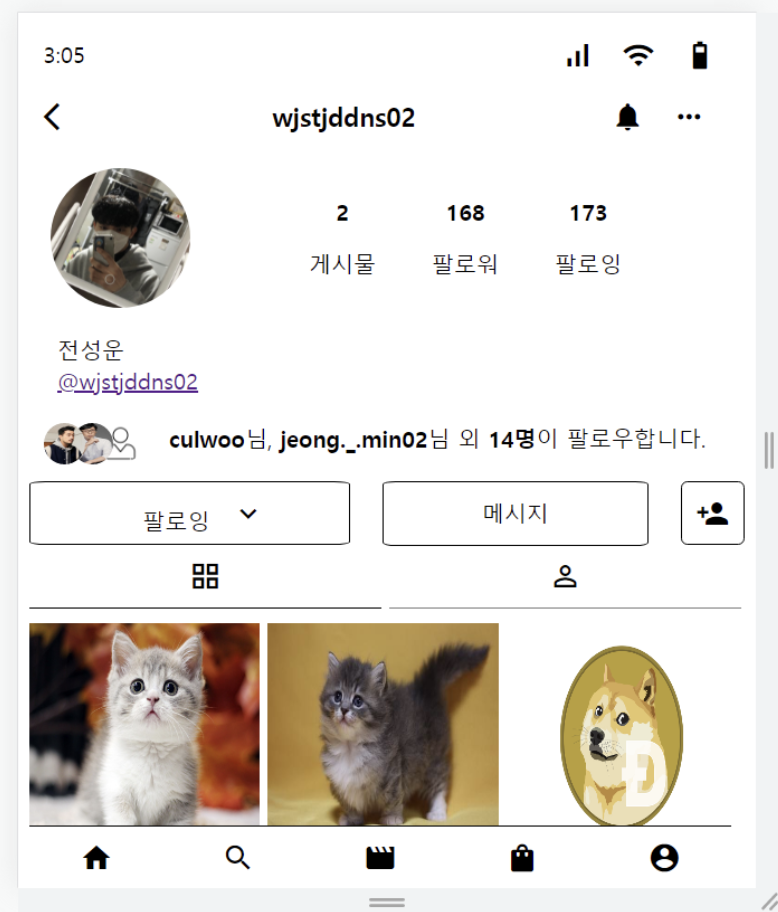 3:05
wjstjddns02
2 168 173
게시물 팔로워 팔로잉
전성운
@wjstjddns02
culwoo님, jeong._.min02님 외 14명이 팔로우합니다.
팔로잉 메시지
Ð